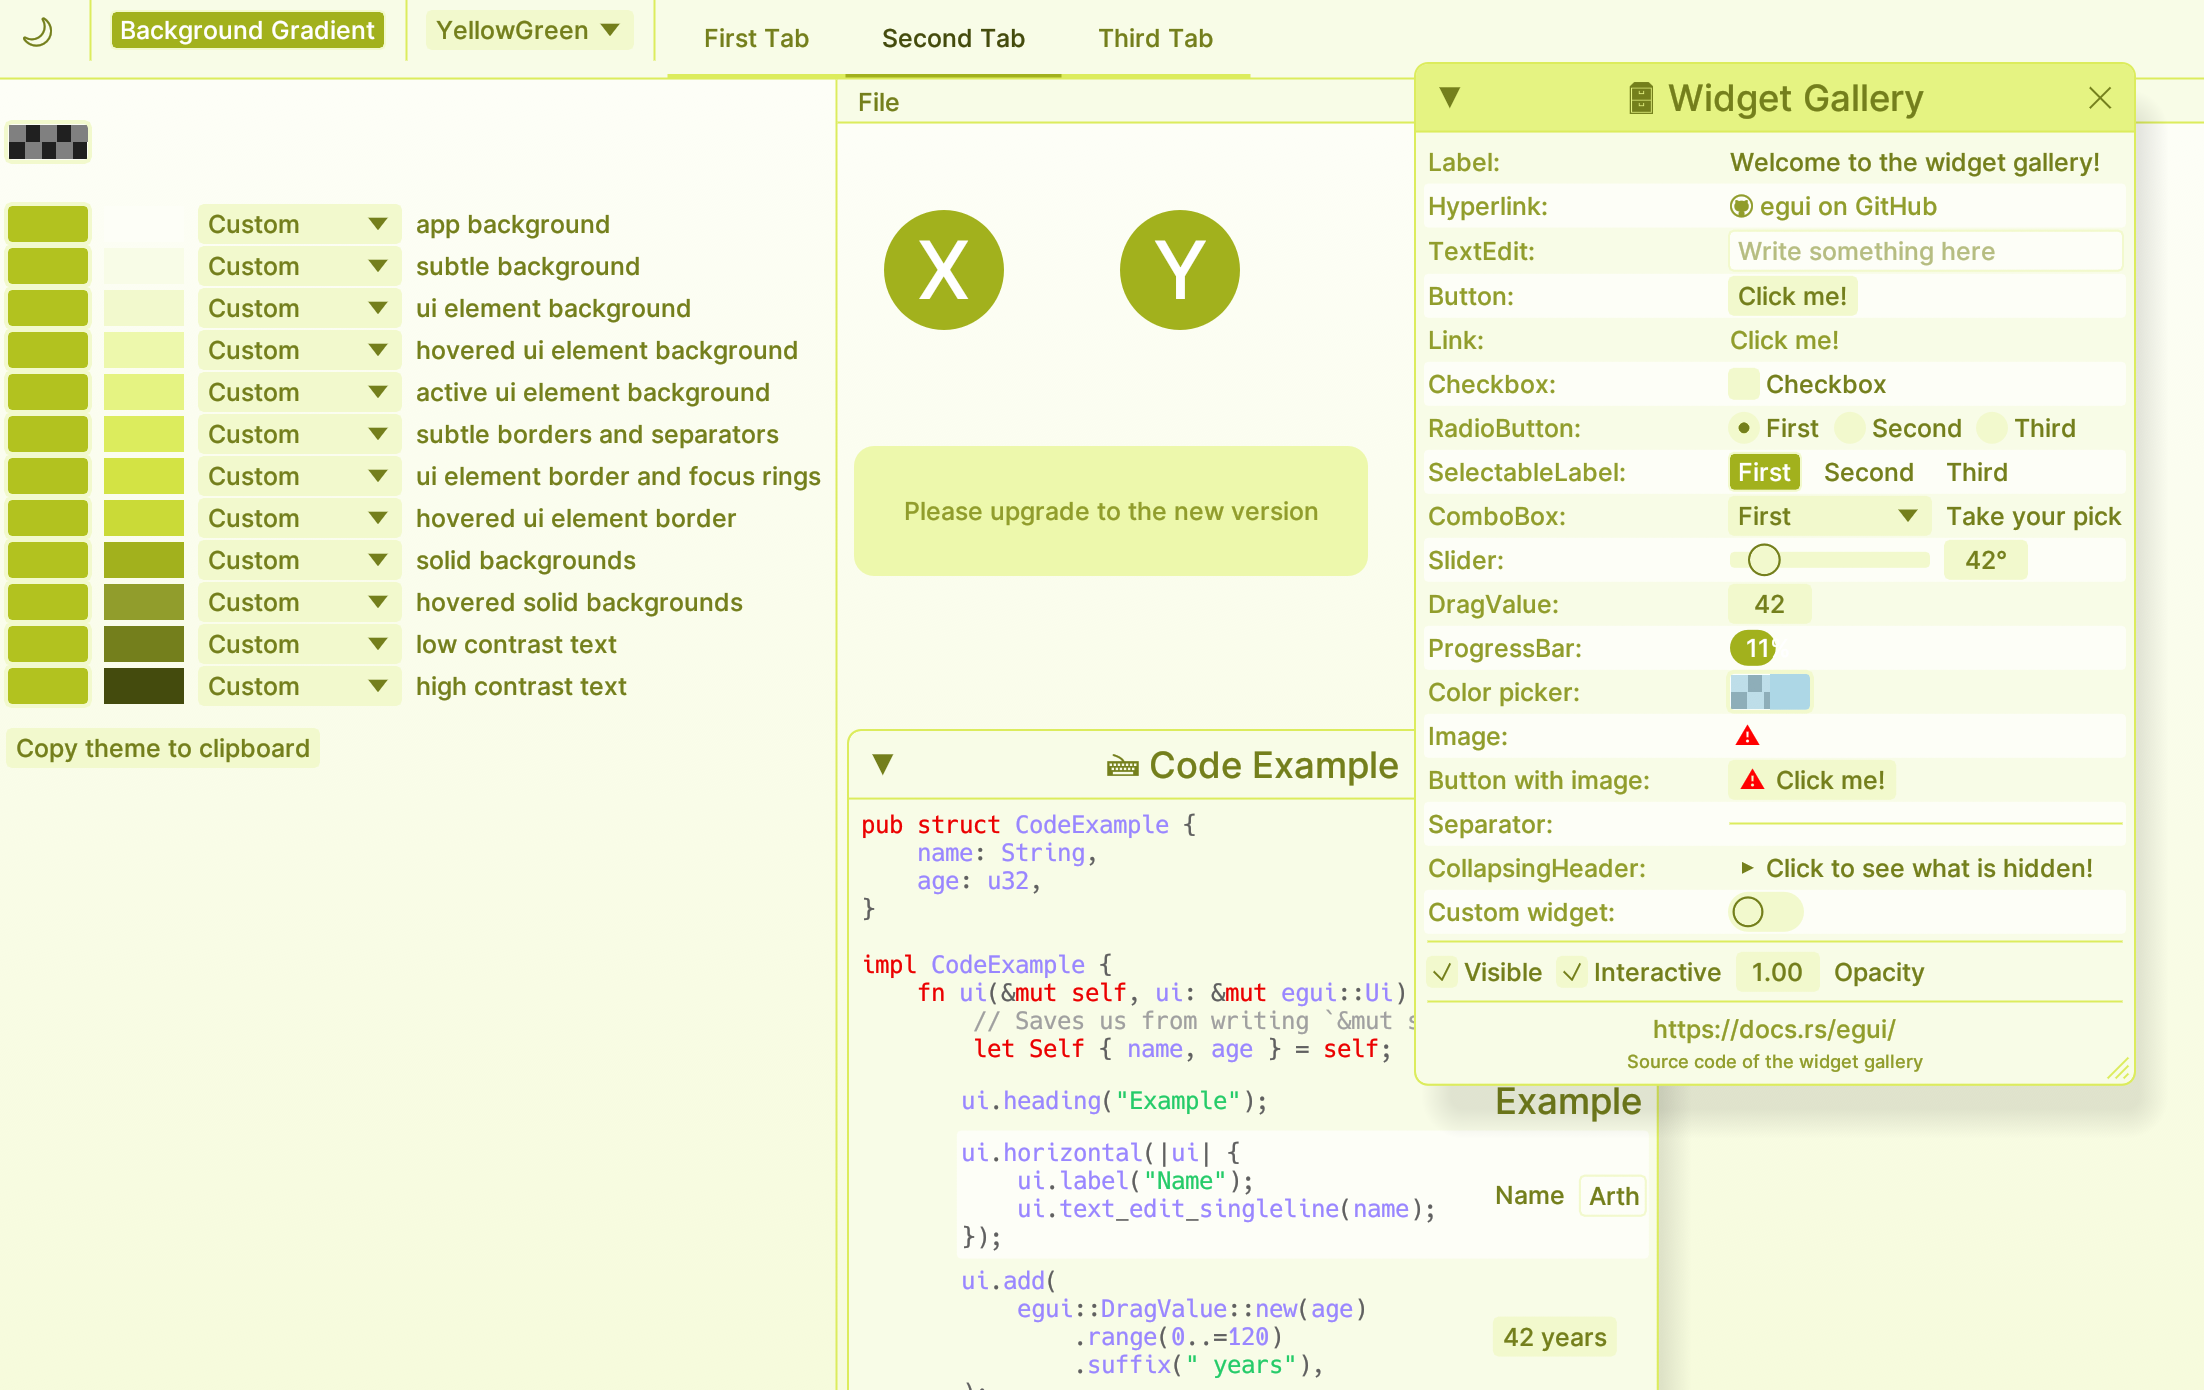 Background Gradient
YellowGreen
First Tab
Second Tab
Third Tab
Custom app background
Custom subtle background
Custom ui element background
Custom hovered ui element background
Custom active ui element background
Custom subtle borders and separators
Custom ui element border and focus rings
Custom hovered ui element border
Custom solid backgrounds
Custom hovered solid backgrounds
Custom low contrast text
Custom high contrast text
Copy theme to clipboard
File
X Y
Please upgrade to the new version
Code Example
pub struct CodeExample {
    name: String,
    age: u32,
}
impl CodeExample {
    fn ui(&mut self, ui: &mut egui::Ui)
        // Saves us from writing `&mut
        let Self { name, age } = self;
        ui.heading("Example");
Example
        ui.horizontal(|ui| {
            ui.label("Name");
            ui.text_edit_singleline(name);
        });
Name Arth
        ui.add(
            egui::DragValue::new(age)
                .range(0..=120)
                .suffix(" years"),
42 years
Widget Gallery
Label: Welcome to the widget gallery!
Hyperlink: egui on GitHub
TextEdit: Write something here
Button: Click me!
Link: Click me!
Checkbox: Checkbox
RadioButton: First Second Third
SelectableLabel: First Second Third
ComboBox: First Take your pick
Slider: 42°
DragValue: 42
ProgressBar: 11
Color picker:
Image:
Button with image: Click me!
Separator:
CollapsingHeader: Click to see what is hidden!
Custom widget:
Visible Interactive 1.00 Opacity
https://docs.rs/egui/
Source code of the widget gallery